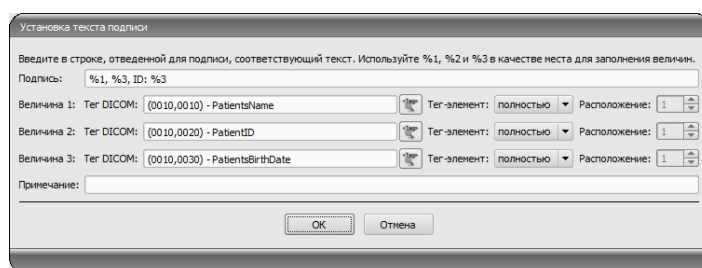 Установка текста подписи
Введите в строке, отведенной для подписи, соответствующий текст. Используйте %1, %2 и %3 в качестве места для заполнения величин.
Подпись: %1, %3, ID: %3
Величина 1: Тег DICOM: (0010,0010) - PatientsName Тег-элемент: полностью Расположение: 1
Величина 2: Тег DICOM: (0010,0020) - PatientID Тег-элемент: полностью Расположение: 1
Величина 3: Тег DICOM: (0010,0030) - PatientsBirthDate Тег-элемент: полностью Расположение: 1
Примечание:
OK Отмена